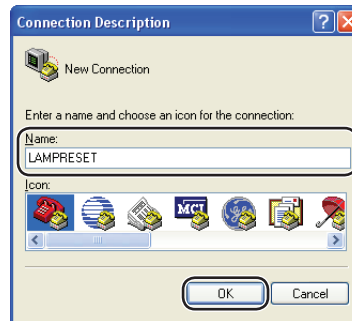 Connection Description
New Connection
Enter a name and choose an icon for the connection:
Name:
LAMPRESET
Icon:
MCI
OK
Cancel